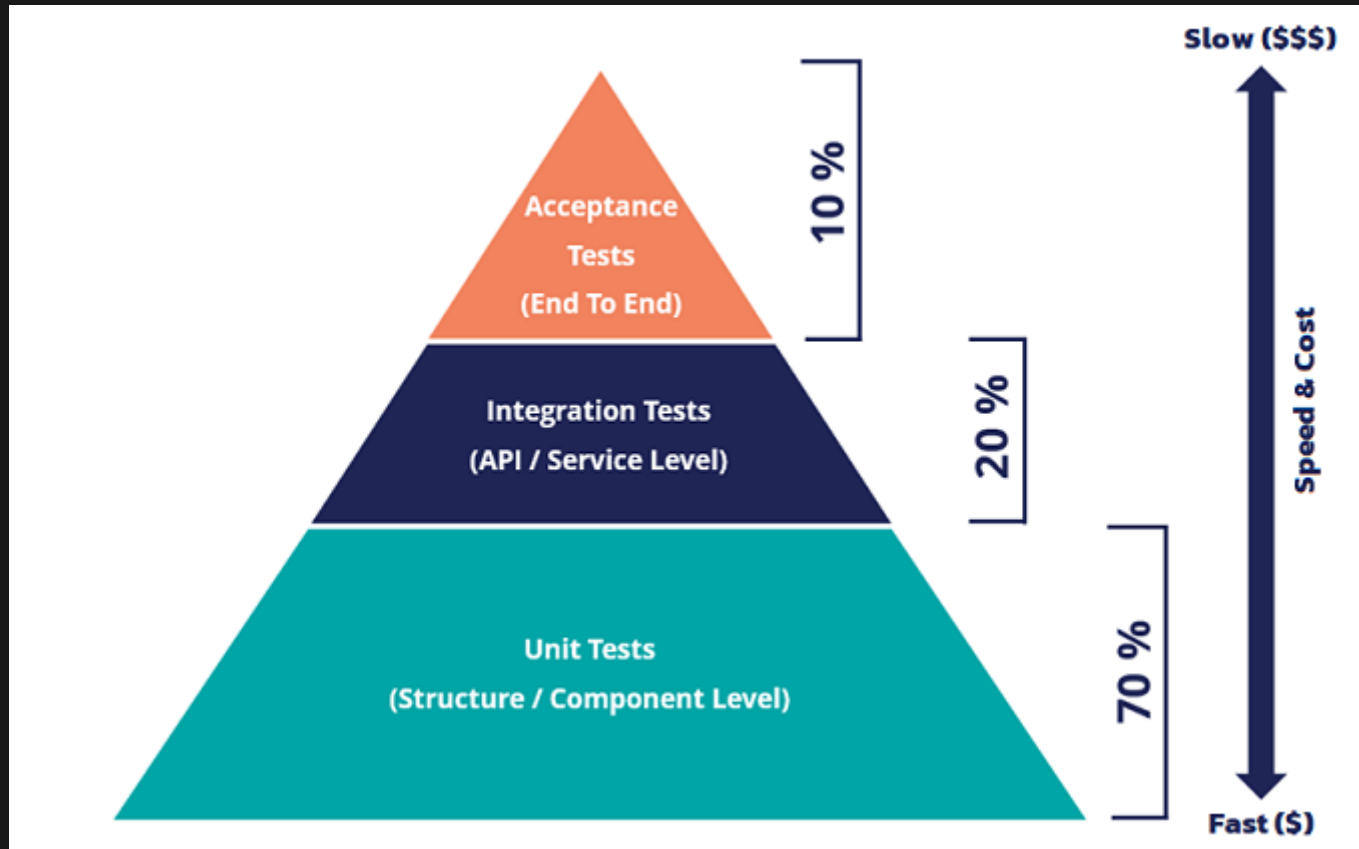 Slow ($$$)
10 %
Acceptance
Tests
(End To End)
20 %
Integration Tests
(API / Service Level)
Speed & Cost
70 %
Unit Tests
(Structure / Component Level)
Fast ($)